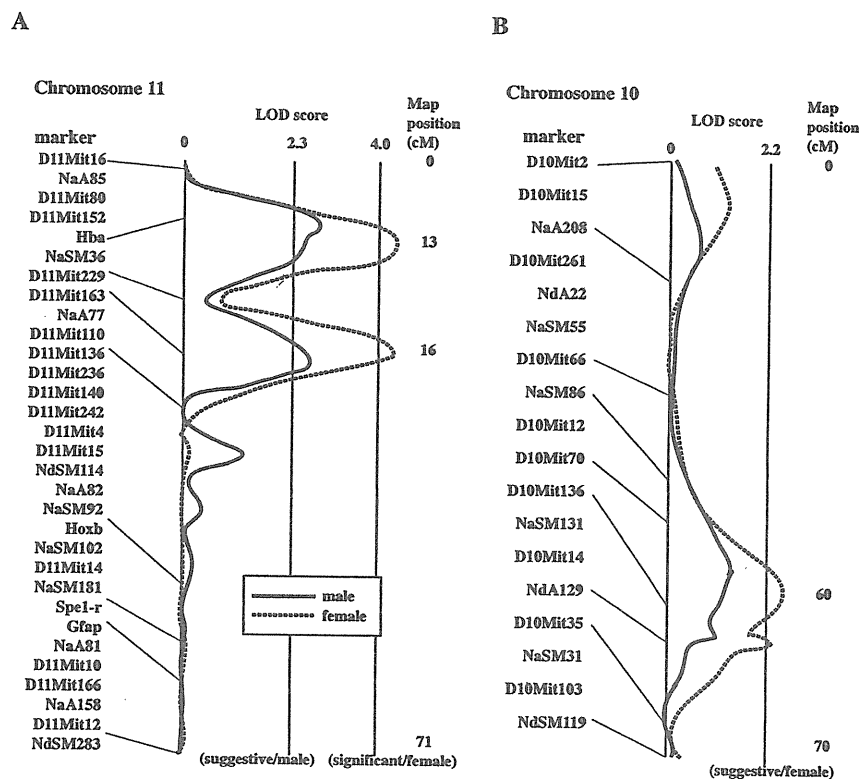 A
Chromosome 11
LOD score
Map
position
(cM)
marker
0
2.3
4.0
D11Mit16
0
NaA85
D11Mit80
D11Mit152
Hba
13
NaSM36
D11Mit229
D11Mit163
NaA77
D11Mit110
D11Mit136
16
D11Mit236
D11Mit140
D11Mit242
D11Mit4
D11Mit15
NdSM114
NaA82
NaSM92
Hoxb
NaSM102
D11Mit14
NaSM181
Spe1-r
Gfap
NaA81
D11Mit10
D11Mit166
NaA158
D11Mit12
NdSM283
71
male
female
(suggestive/male)
(significant/female)
B
Chromosome 10
LOD score
Map
position
(cM)
marker
0
2.2
D10Mit2
0
D10Mit15
NaA208
D10Mit261
NdA22
NaSM55
D10Mit66
NaSM86
D10Mit12
D10Mit70
D10Mit136
NaSM131
D10Mit14
NdA129
60
D10Mit35
NaSM31
D10Mit103
NdSM119
70
(suggestive/female)